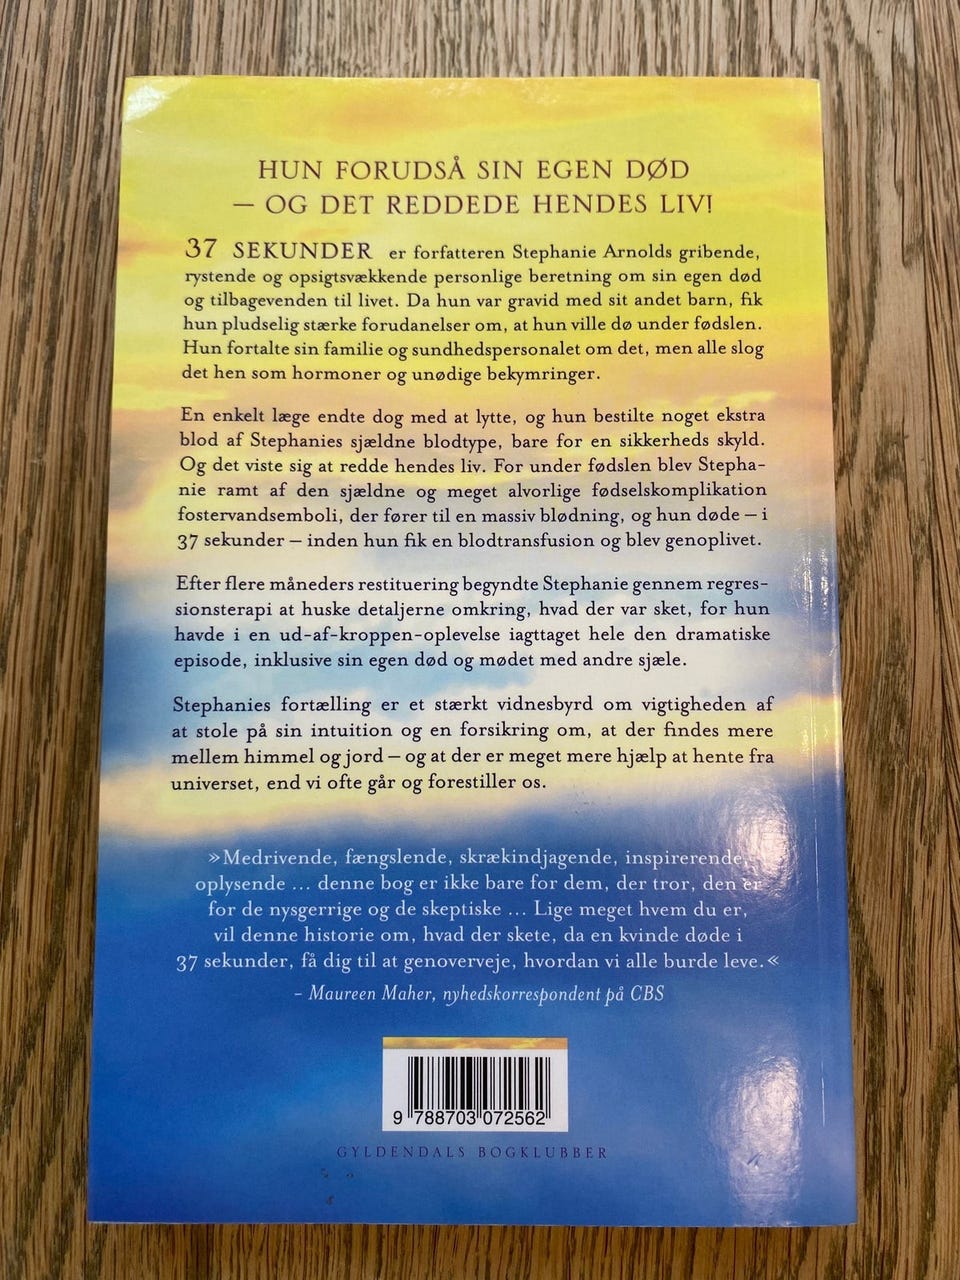 HUN FORUDSÅ SIN EGEN DØD
– OG DET REDDEDE HENDES LIV!
37 SEKUNDER er forfatteren Stephanie Arnolds gribende,
rystende og opsigtsvækkende personlige beretning om sin egen død
og tilbagevenden til livet. Da hun var gravid med sit andet barn, fik
hun pludselig stærke forudanelser om, at hun ville dø under fødslen.
Hun fortalte sin familie og sundhedspersonalet om det, men alle slog
det hen som hormoner og unødige bekymringer.
En enkelt læge endte dog med at lytte, og hun bestilte noget ekstra
blod af Stephanies sjældne blodtype, bare for en sikkerheds skyld.
Og det viste sig at redde hendes liv. For under fødslen blev Stepha-
nie ramt af den sjældne og meget alvorlige fødselskomplikation
fostervandsemboli, der fører til en massiv blødning, og hun døde – i
37 sekunder – inden hun fik en blodtransfusion og blev genoplivet.
Efter flere måneders restituering begyndte Stephanie gennem regres-
sionsterapi at huske detaljerne omkring, hvad der var sket, for hun
havde i en ud-af-kroppen-oplevelse iagttaget hele den dramatiske
episode, inklusive sin egen død og mødet med andre sjæle.
Stephanies fortælling er et stærkt vidnesbyrd om vigtigheden af
at stole på sin intuition og en forsikring om, at der findes mere
mellem himmel og jord – og at der er meget mere hjælp at hente fra
universet, end vi ofte går og forestiller os.
»Medrivende, fængslende, skrækindjagende, inspirerende,
oplysende ... denne bog er ikke bare for dem, der tror, den er
for de nysgerrige og de skeptiske ... Lige meget hvem du er,
vil denne historie om, hvad der skete, da en kvinde døde i
37 sekunder, få dig til at genoverveje, hvordan vi alle burde leve.«
– Maureen Maher, nyhedskorrespondent på CBS
9 788703 072562
GYLDENDALS BOGKLUBBER